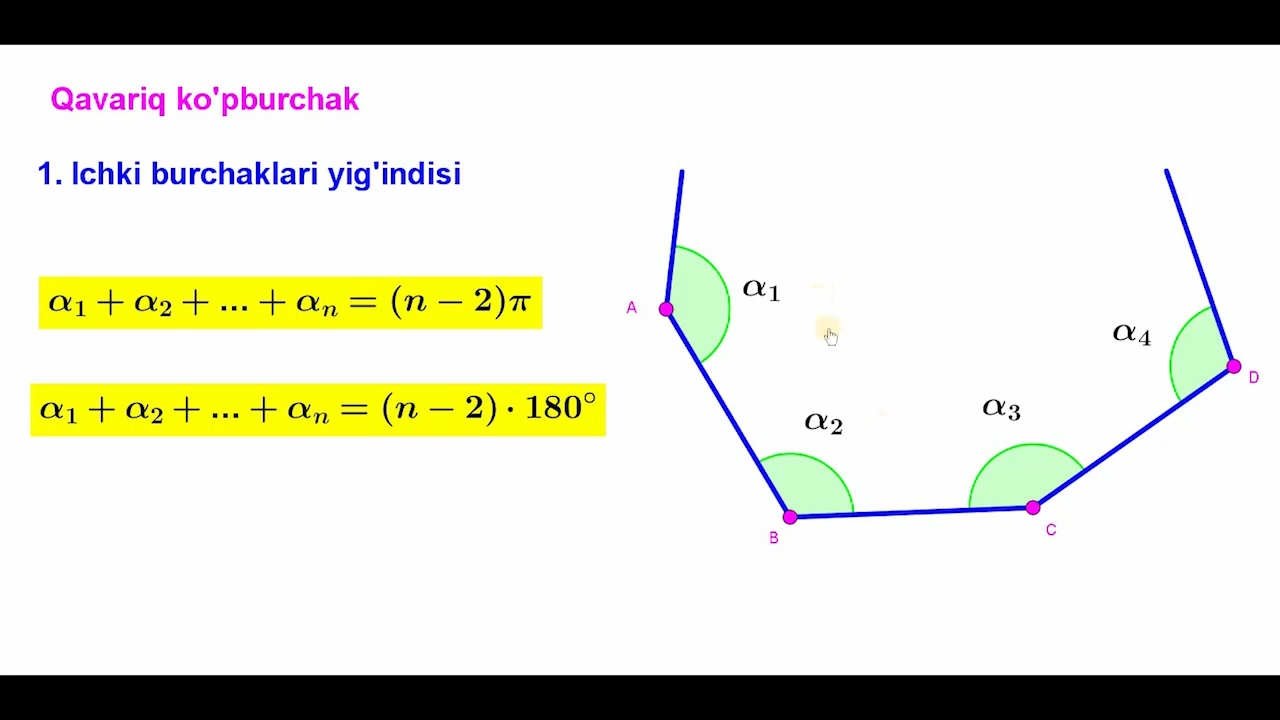 Qavariq ko'pburchak
1. Ichki burchaklari yig'indisi
α₁ + α₂ + ... + αₙ = (n − 2)π
α₁ + α₂ + ... + αₙ = (n − 2) · 180°
A
α₁
α₄
D
α₂
α₃
B
C